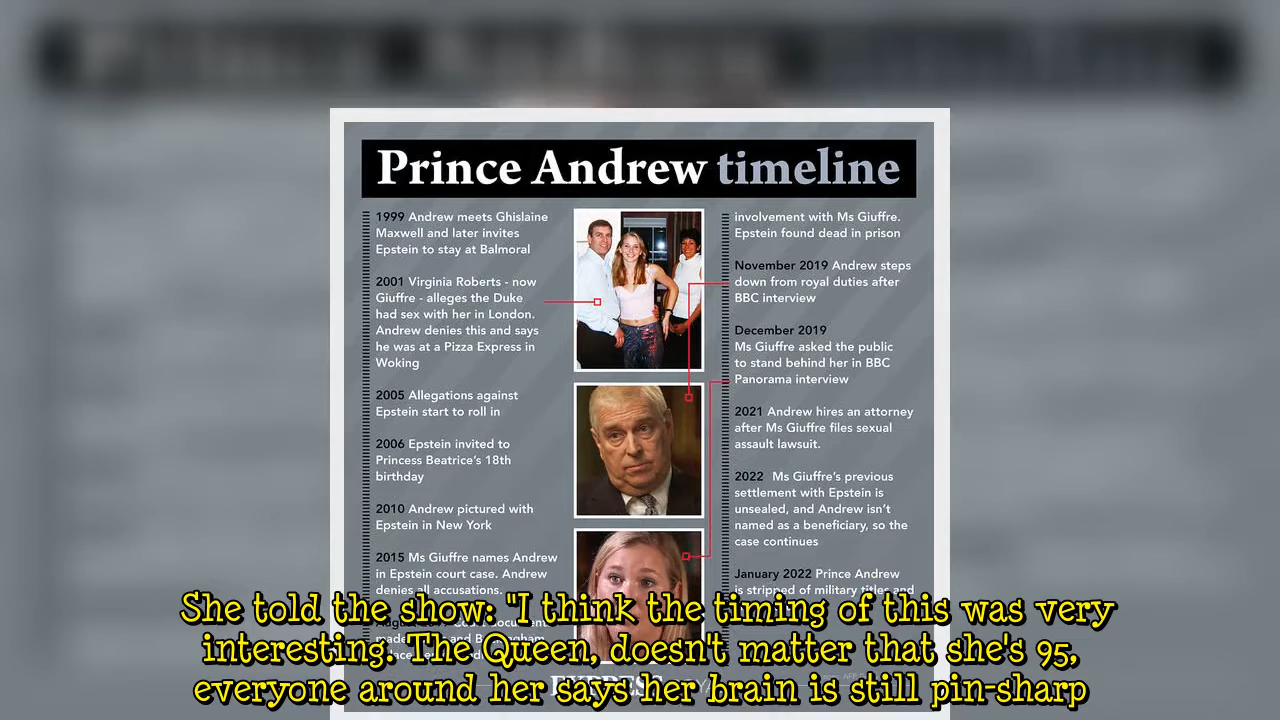 Prince Andrew timeline
1999 Andrew meets Ghislaine
Maxwell and later invites
Epstein to stay at Balmoral
2001 Virginia Roberts - now
Giuffre - alleges the Duke
had sex with her in London.
Andrew denies this and says
he was at a Pizza Express in
Woking
2005 Allegations against
Epstein start to roll in
2006 Epstein invited to
Princess Beatrice's 18th
birthday
2010 Andrew pictured with
Epstein in New York
2015 Ms Giuffre names Andrew
in Epstein court case. Andrew
denies all accusations.
involvement with Ms Giuffre.
Epstein found dead in prison
November 2019 Andrew steps
down from royal duties after
BBC interview
December 2019
Ms Giuffre asked the public
to stand behind her in BBC
Panorama interview
2021 Andrew hires an attorney
after Ms Giuffre files sexual
assault lawsuit.
2022 Ms Giuffre's previous
settlement with Epstein is
unsealed, and Andrew isn't
named as a beneficiary, so the
case continues
January 2022 Prince Andrew
is stripped of military titles and
She told the show: "I think the timing of this was very
interesting. The Queen, doesn't matter that she's 95,
everyone around her says her brain is still pin-sharp